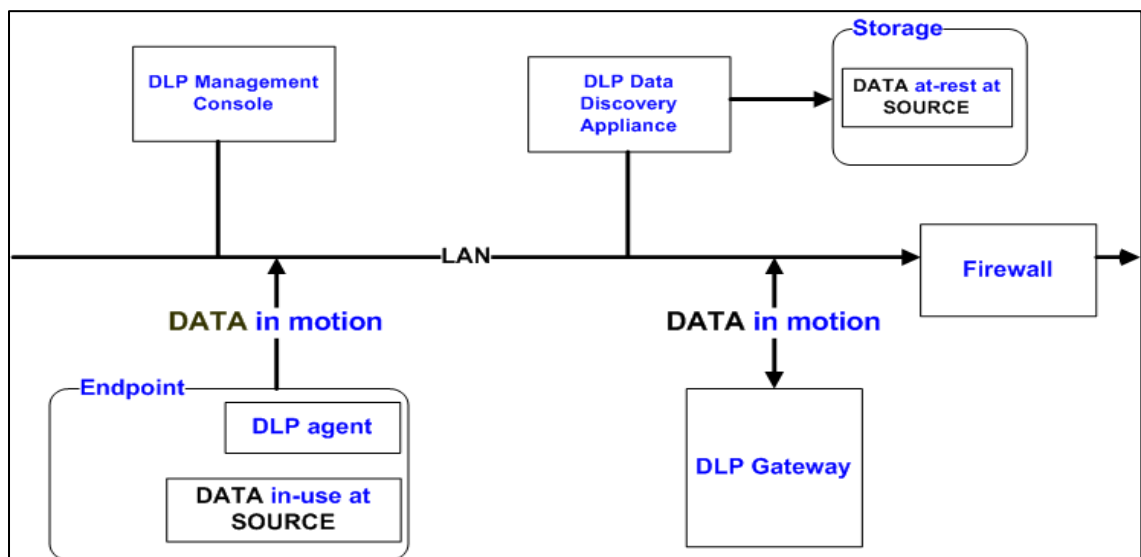 Storage
DLP Management
Console
DLP Data
Discovery
Appliance
DATA at-rest at
SOURCE
LAN
Firewall
DATA in motion
DATA in motion
Endpoint
DLP agent
DATA in-use at
SOURCE
DLP Gateway